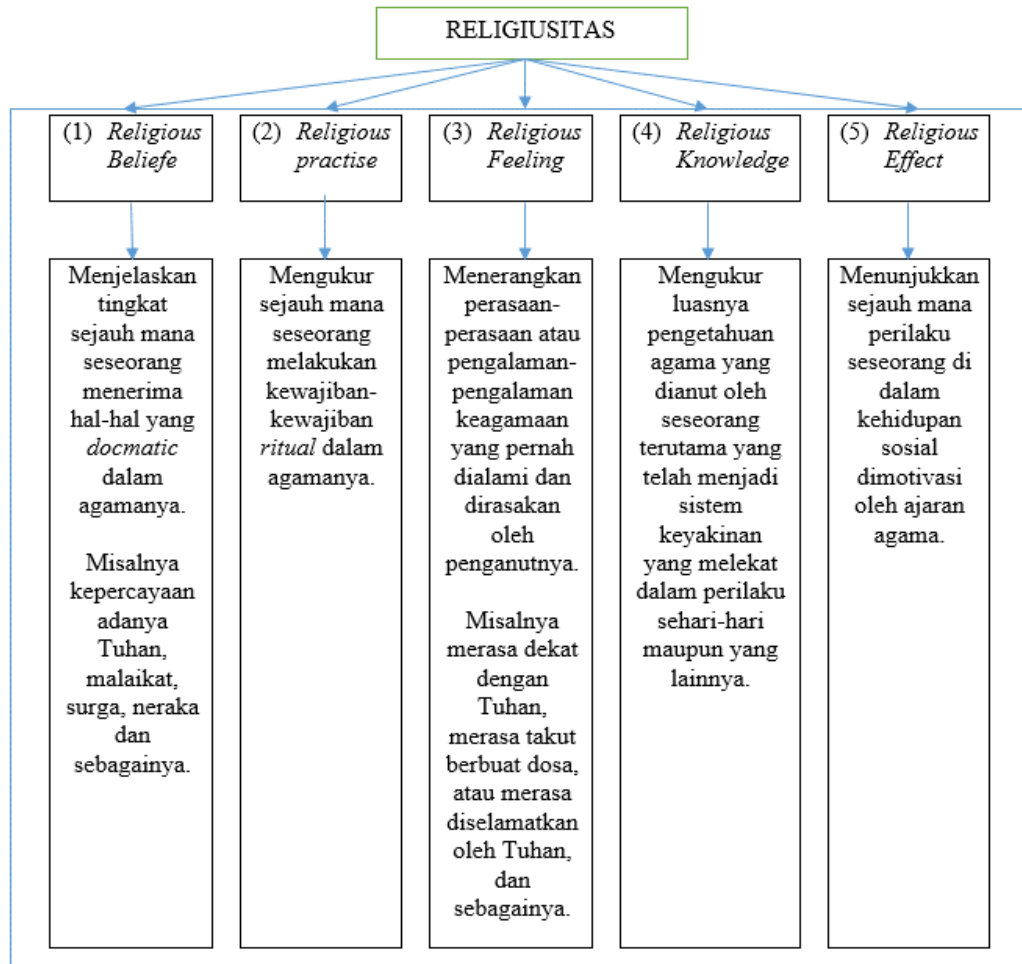 RELIGIUSITAS
(1) Religious
Beliefe
(2) Religious
practise
(3) Religious
Feeling
(4) Religious
Knowledge
(5) Religious
Effect
Menjelaskan
tingkat
sejauh mana
seseorang
menerima
hal-hal yang
docmatic
dalam
agamanya.
Misalnya
kepercayaan
adanya
Tuhan,
malaikat,
surga, neraka
dan
sebagainya.
Mengukur
sejauh mana
seseorang
melakukan
kewajiban-
kewajiban
ritual dalam
agamanya.
Menerangkan
perasaan-
perasaan atau
pengalaman-
pengalaman
keagamaan
yang pernah
dialami dan
dirasakan
oleh
penganutnya.
Misalnya
merasa dekat
dengan
Tuhan,
merasa takut
berbuat dosa,
atau merasa
diselamatkan
oleh Tuhan,
dan
sebagainya.
Mengukur
luasnya
pengetahuan
agama yang
dianut oleh
seseorang
terutama yang
telah menjadi
sistem
keyakinan
yang melekat
dalam perilaku
sehari-hari
maupun yang
lainnya.
Menunjukkan
sejauh mana
perilaku
seseorang di
dalam
kehidupan
sosial
dimotivasi
oleh ajaran
agama.